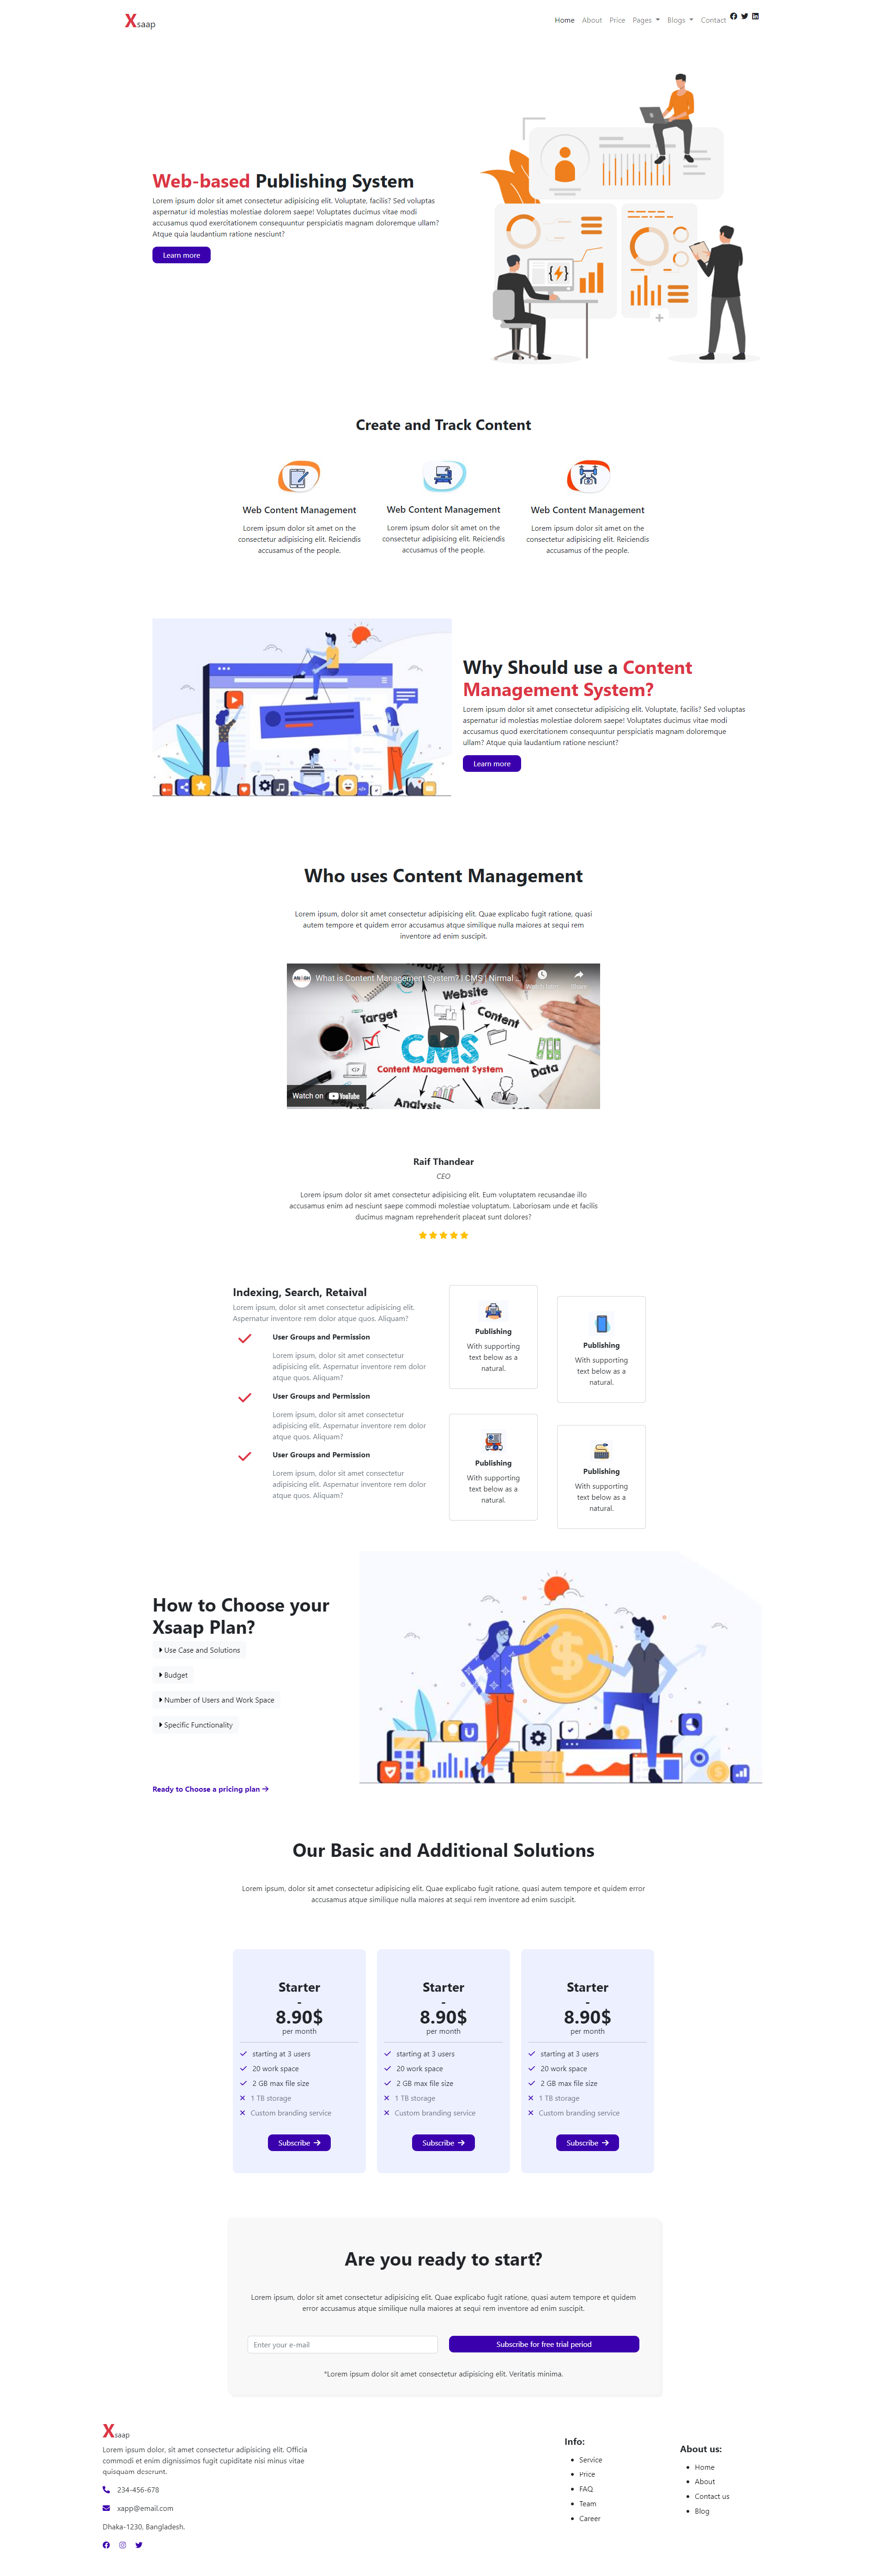 Xsaap
Home About Price Pages Blogs Contact
Web-based Publishing System
Lorem ipsum dolor sit amet consectetur adipisicing elit. Voluptate, facilis? Sed voluptas
aspernatur id molestias molestiae dolorem saepe! Voluptates ducimus vitae modi
accusamus quod exercitationem consequuntur perspiciatis magnam doloremque ullam?
Atque quia laudantium ratione nesciunt?
Learn more
Create and Track Content
Web Content Management
Lorem ipsum dolor sit amet on the
consectetur adipisicing elit. Reiciendis
accusamus of the people.
Web Content Management
Lorem ipsum dolor sit amet on the
consectetur adipisicing elit. Reiciendis
accusamus of the people.
Web Content Management
Lorem ipsum dolor sit amet on the
consectetur adipisicing elit. Reiciendis
accusamus of the people.
Why Should use a Content
Management System?
Lorem ipsum dolor sit amet consectetur adipisicing elit. Voluptate, facilis? Sed voluptas
aspernatur id molestias molestiae dolorem saepe! Voluptates ducimus vitae modi
accusamus quod exercitationem consequuntur perspiciatis magnam doloremque
ullam? Atque quia laudantium ratione nesciunt?
Learn more
Who uses Content Management
Lorem ipsum, dolor sit amet consectetur adipisicing elit. Quae explicabo fugit ratione, quasi
autem tempore et quidem error accusamus atque similique nulla maiores at sequi rem
inventore ad enim suscipit.
What is Content Management System? | CMS | Nirmal ...
Watch later
Share
Website
Target
Content
CMS
Content Management System
Data
Analysis
Watch on YouTube
Raif Thandear
CEO
Lorem ipsum dolor sit amet consectetur adipisicing elit. Eum voluptatem recusandae illo
accusamus enim ad nesciunt saepe commodi molestiae voluptatum. Laboriosam unde et facilis
ducimus magnam reprehenderit placeat sunt dolores?
Indexing, Search, Retaival
Lorem ipsum, dolor sit amet consectetur adipisicing elit.
Aspernatur inventore rem dolor atque quos. Aliquam?
User Groups and Permission
Lorem ipsum, dolor sit amet consectetur
adipisicing elit. Aspernatur inventore rem dolor
atque quos. Aliquam?
User Groups and Permission
Lorem ipsum, dolor sit amet consectetur
adipisicing elit. Aspernatur inventore rem dolor
atque quos. Aliquam?
User Groups and Permission
Lorem ipsum, dolor sit amet consectetur
adipisicing elit. Aspernatur inventore rem dolor
atque quos. Aliquam?
Publishing
With supporting
text below as a
natural.
Publishing
With supporting
text below as a
natural.
Publishing
With supporting
text below as a
natural.
Publishing
With supporting
text below as a
natural.
How to Choose your
Xsaap Plan?
Use Case and Solutions
Budget
Number of Users and Work Space
Specific Functionality
Ready to Choose a pricing plan
Our Basic and Additional Solutions
Lorem ipsum, dolor sit amet consectetur adipisicing elit. Quae explicabo fugit ratione, quasi autem tempore et quidem error
accusamus atque similique nulla maiores at sequi rem inventore ad enim suscipit.
Starter
-
8.90$
per month
starting at 3 users
20 work space
2 GB max file size
1 TB storage
Custom branding service
Subscribe
Starter
-
8.90$
per month
starting at 3 users
20 work space
2 GB max file size
1 TB storage
Custom branding service
Subscribe
Starter
-
8.90$
per month
starting at 3 users
20 work space
2 GB max file size
1 TB storage
Custom branding service
Subscribe
Are you ready to start?
Lorem ipsum, dolor sit amet consectetur adipisicing elit. Quae explicabo fugit ratione, quasi autem tempore et quidem
error accusamus atque similique nulla maiores at sequi rem inventore ad enim suscipit.
Enter your e-mail
Subscribe for free trial period
*Lorem ipsum dolor sit amet consectetur adipisicing elit. Veritatis minima.
Xsaap
Lorem ipsum dolor, sit amet consectetur adipisicing elit. Officia
commodi et enim dignissimos fugit cupiditate nisi minus vitae
quisquam deserunt.
234-456-678
xapp@email.com
Dhaka-1230, Bangladesh.
Info:
Service
Price
FAQ
Team
Career
About us:
Home
About
Contact us
Blog